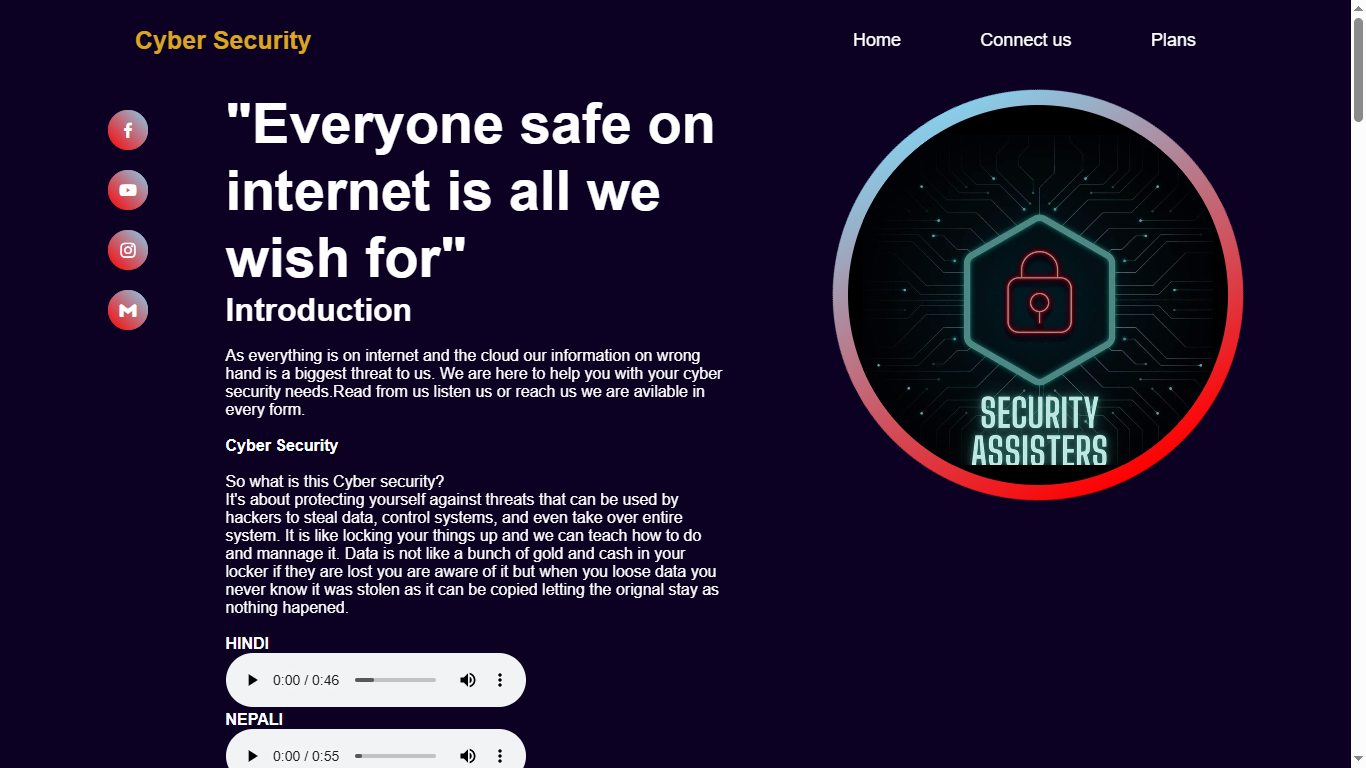 Cyber Security
Home
Connect us
Plans
"Everyone safe on
internet is all we
wish for"
Introduction
As everything is on internet and the cloud our information on wrong
hand is a biggest threat to us. We are here to help you with your cyber
security needs.Read from us listen us or reach us we are avilable in
every form.
Cyber Security
So what is this Cyber security?
It's about protecting yourself against threats that can be used by
hackers to steal data, control systems, and even take over entire
system. It is like locking your things up and we can teach how to do
and mannage it. Data is not like a bunch of gold and cash in your
locker if they are lost you are aware of it but when you loose data you
never know it was stolen as it can be copied letting the orignal stay as
nothing hapened.
HINDI
0:00 / 0:46
NEPALI
0:00 / 0:55
SECURITY
ASSISTERS